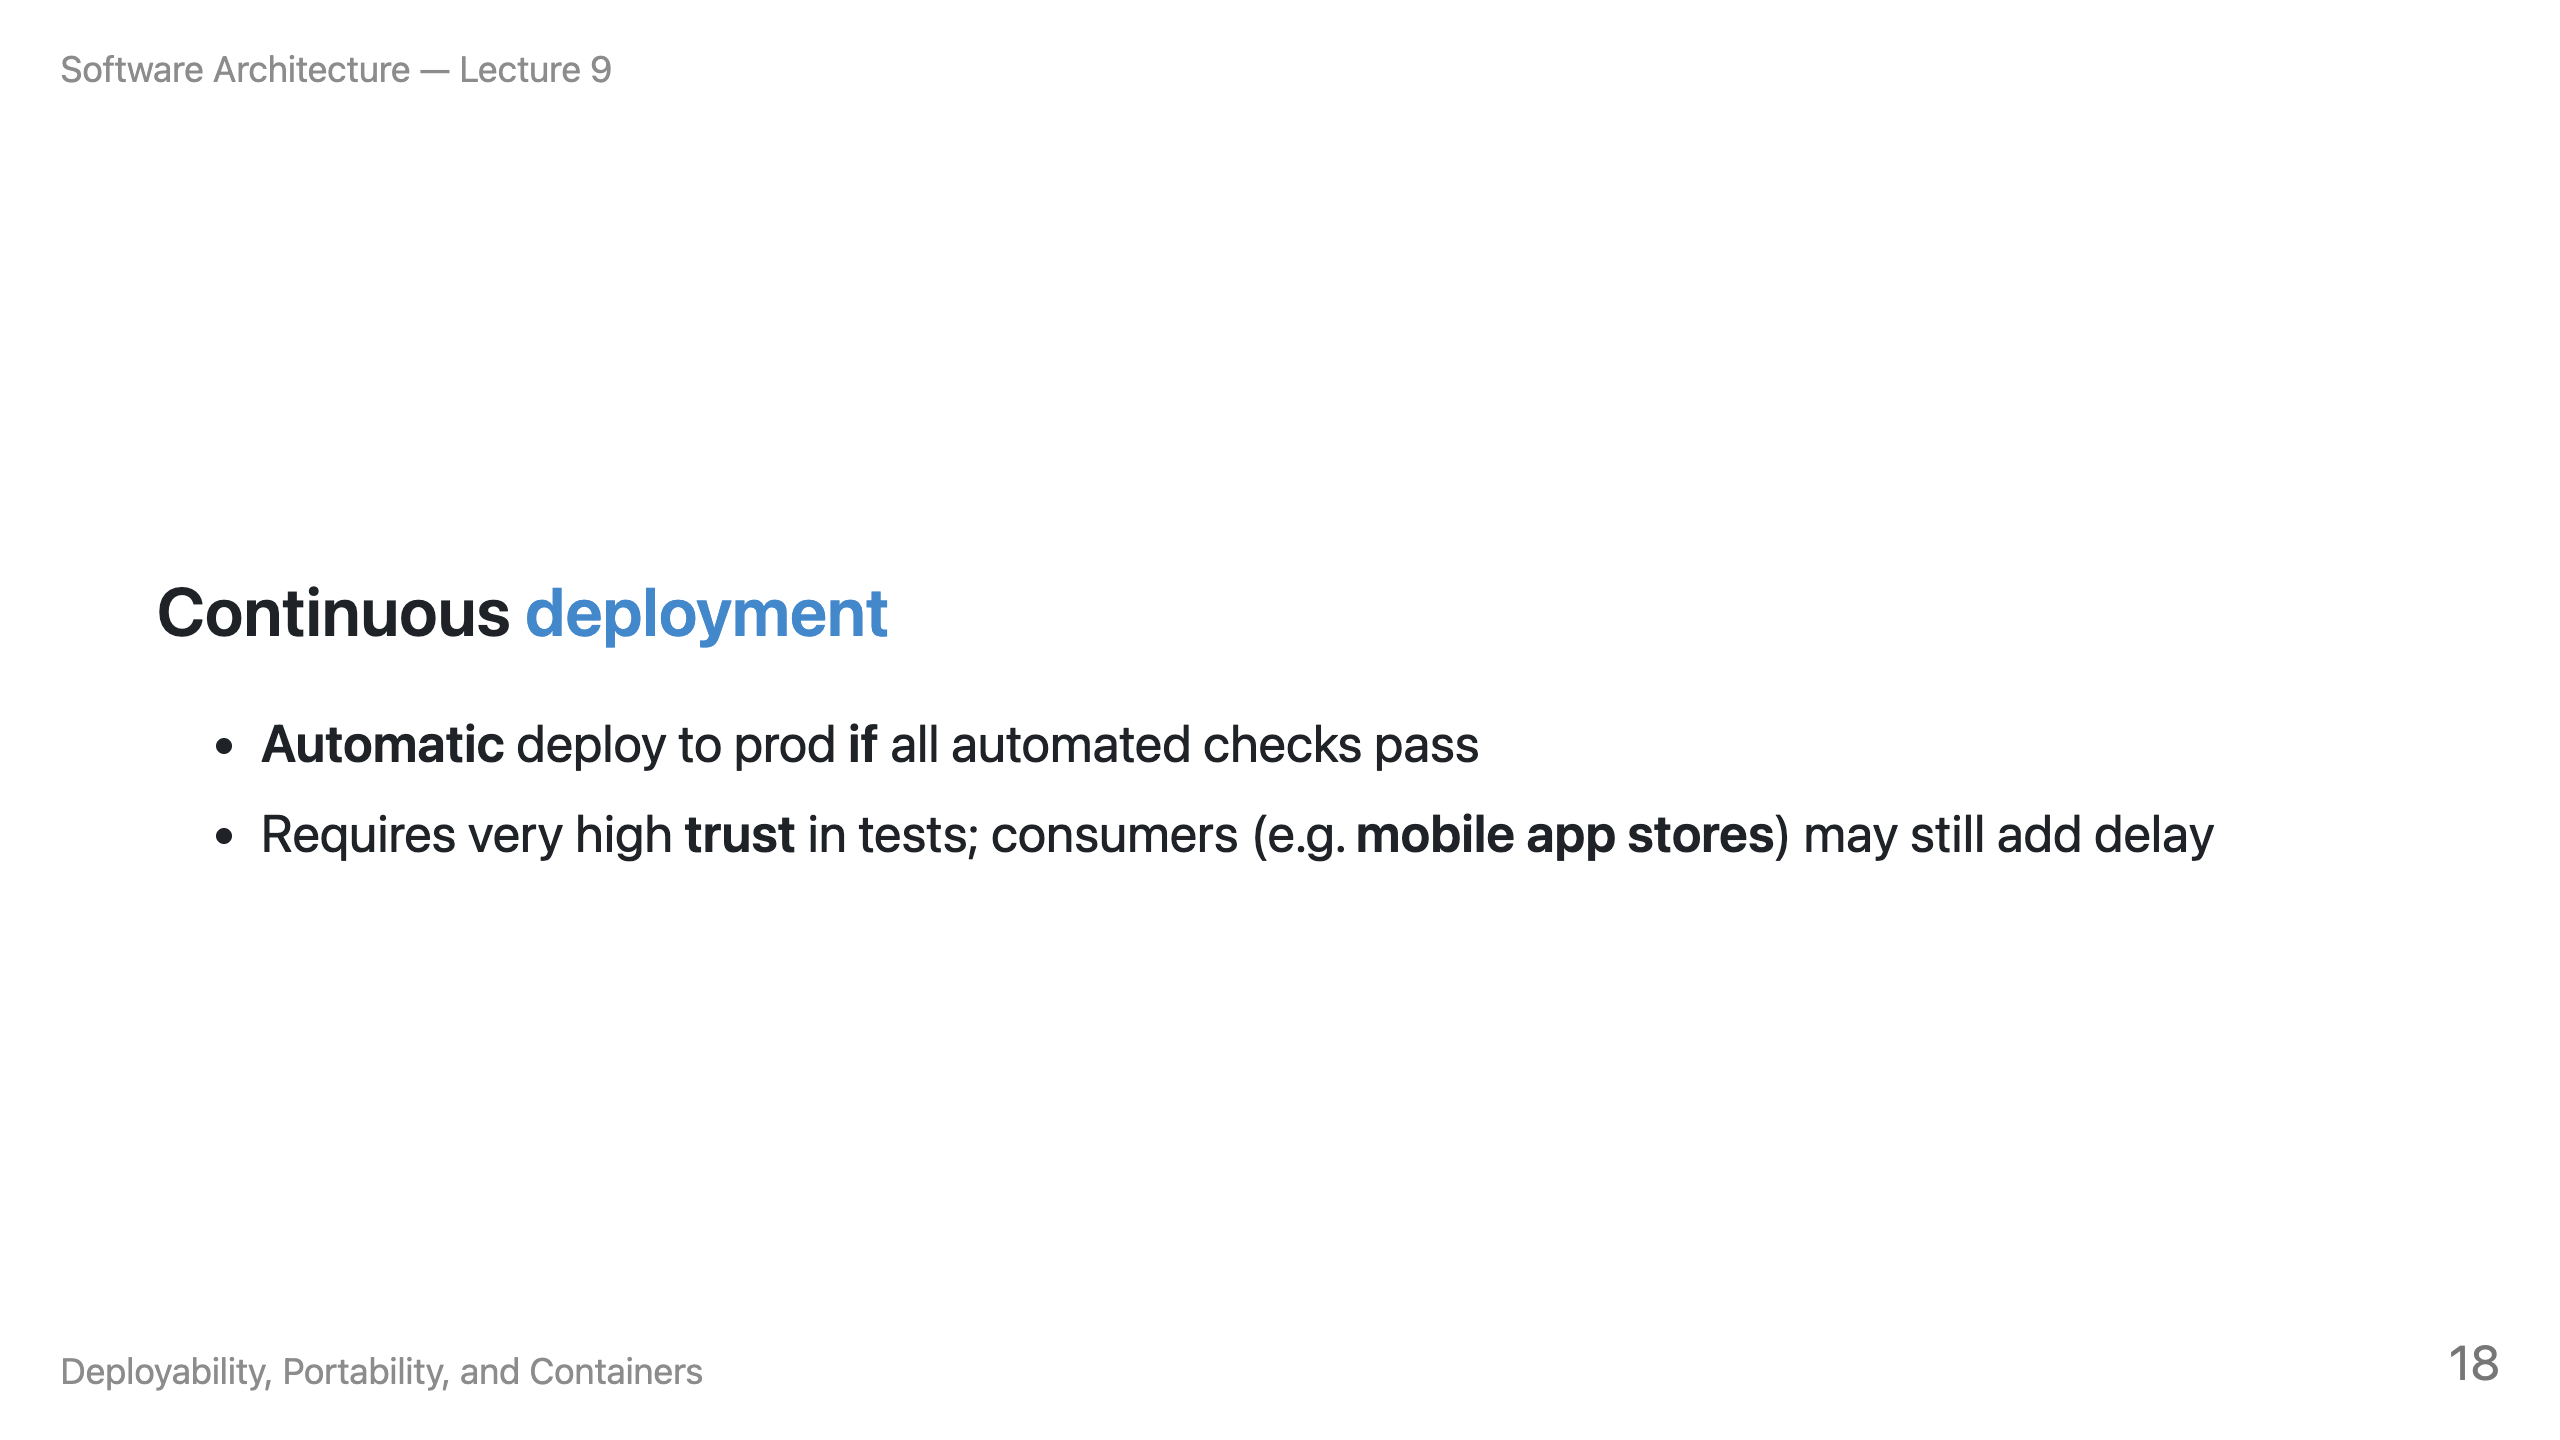 Software Architecture — Lecture 9
Continuous deployment
• Automatic deploy to prod if all automated checks pass
• Requires very high trust in tests; consumers (e.g. mobile app stores) may still add delay
Deployability, Portability, and Containers
18